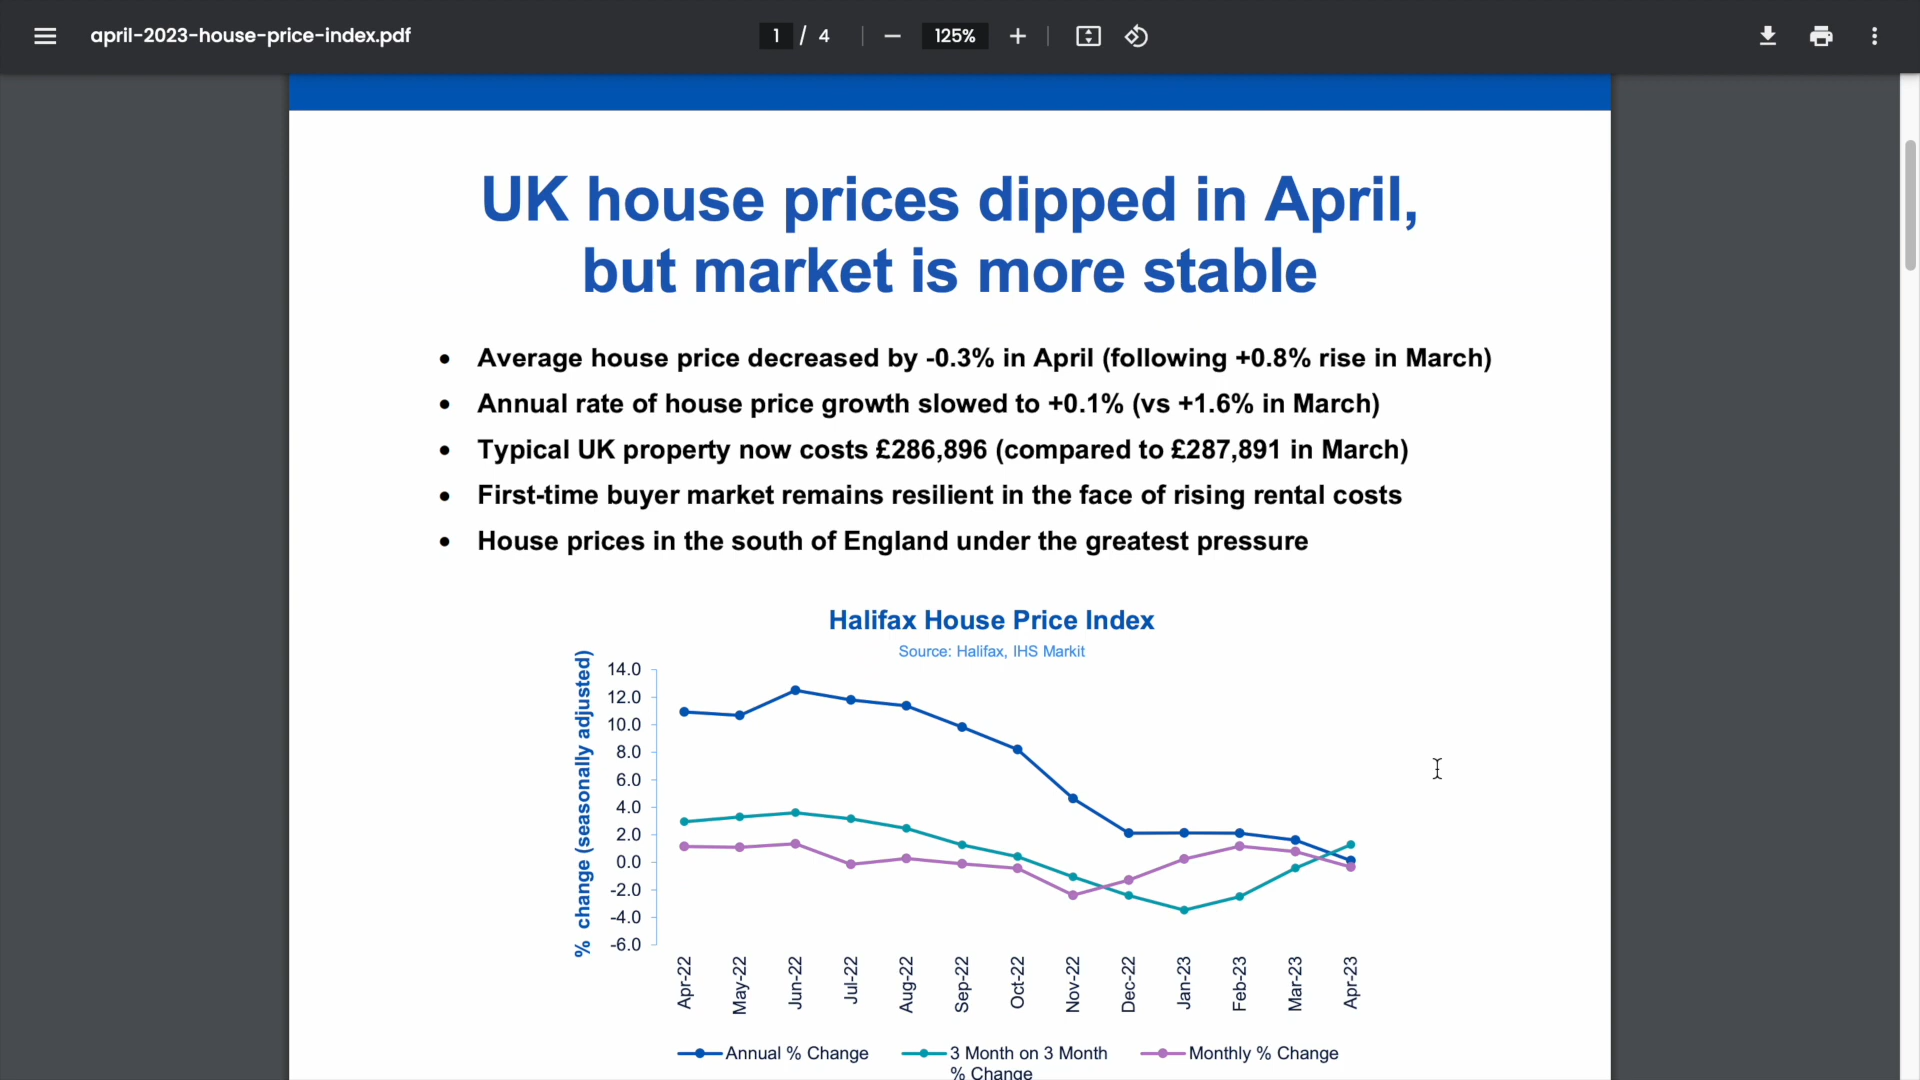 april-2023-house-price-index.pdf
1 / 4
125%
UK house prices dipped in April,
but market is more stable
• Average house price decreased by -0.3% in April (following +0.8% rise in March)
• Annual rate of house price growth slowed to +0.1% (vs +1.6% in March)
• Typical UK property now costs £286,896 (compared to £287,891 in March)
• First-time buyer market remains resilient in the face of rising rental costs
• House prices in the south of England under the greatest pressure
Halifax House Price Index
Source: Halifax, IHS Markit
% change (seasonally adjusted)
14.0
12.0
10.0
8.0
6.0
4.0
2.0
0.0
-2.0
-4.0
-6.0
Apr-22
May-22
Jun-22
Jul-22
Aug-22
Sep-22
Oct-22
Nov-22
Dec-22
Jan-23
Feb-23
Mar-23
Apr-23
Annual % Change
3 Month on 3 Month
% Change
Monthly % Change